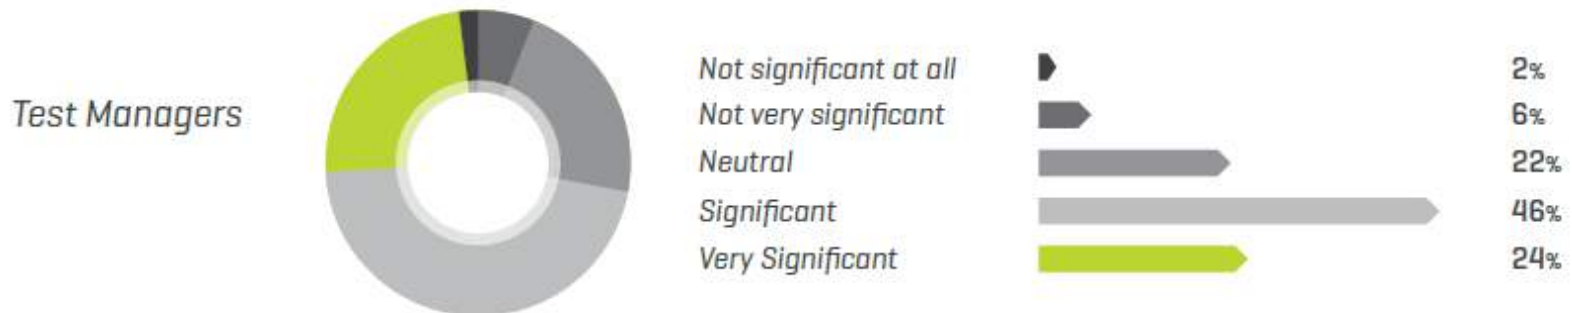 Test Managers
Not significant at all 2%
Not very significant 6%
Neutral 22%
Significant 46%
Very Significant 24%